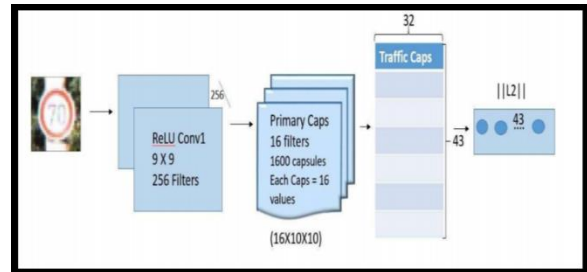 70
256
ReLU Conv1
9 X 9
256 Filters
Primary Caps
16 filters
1600 capsules
Each Caps = 16
values
(16X10X10)
32
Traffic Caps
43
||L2||
43
....